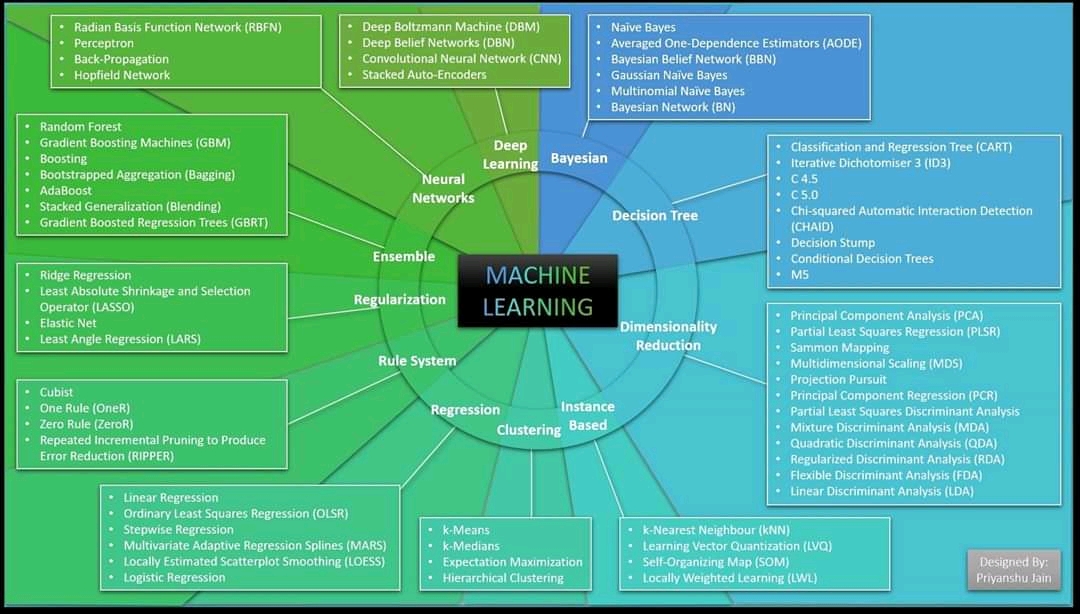 • Radian Basis Function Network (RBFN)
• Perceptron
• Back-Propagation
• Hopfield Network
• Deep Boltzmann Machine (DBM)
• Deep Belief Networks (DBN)
• Convolutional Neural Network (CNN)
• Stacked Auto-Encoders
• Naïve Bayes
• Averaged One-Dependence Estimators (AODE)
• Bayesian Belief Network (BBN)
• Gaussian Naïve Bayes
• Multinomial Naïve Bayes
• Bayesian Network (BN)
• Random Forest
• Gradient Boosting Machines (GBM)
• Boosting
• Bootstrapped Aggregation (Bagging)
• AdaBoost
• Stacked Generalization (Blending)
• Gradient Boosted Regression Trees (GBRT)
• Classification and Regression Tree (CART)
• Iterative Dichotomiser 3 (ID3)
• C 4.5
• C 5.0
• Chi-squared Automatic Interaction Detection
(CHAID)
• Decision Stump
• Conditional Decision Trees
• M5
Deep
Learning
Bayesian
Neural
Networks
Decision Tree
Ensemble
Regularization
MACHINE
LEARNING
Dimensionality
Reduction
Rule System
Regression
Clustering
Instance
Based
• Ridge Regression
• Least Absolute Shrinkage and Selection
Operator (LASSO)
• Elastic Net
• Least Angle Regression (LARS)
• Principal Component Analysis (PCA)
• Partial Least Squares Regression (PLSR)
• Sammon Mapping
• Multidimensional Scaling (MDS)
• Projection Pursuit
• Principal Component Regression (PCR)
• Partial Least Squares Discriminant Analysis
• Mixture Discriminant Analysis (MDA)
• Quadratic Discriminant Analysis (QDA)
• Regularized Discriminant Analysis (RDA)
• Flexible Discriminant Analysis (FDA)
• Linear Discriminant Analysis (LDA)
• Cubist
• One Rule (OneR)
• Zero Rule (ZeroR)
• Repeated Incremental Pruning to Produce
Error Reduction (RIPPER)
• Linear Regression
• Ordinary Least Squares Regression (OLSR)
• Stepwise Regression
• Multivariate Adaptive Regression Splines (MARS)
• Locally Estimated Scatterplot Smoothing (LOESS)
• Logistic Regression
• k-Means
• k-Medians
• Expectation Maximization
• Hierarchical Clustering
• k-Nearest Neighbour (kNN)
• Learning Vector Quantization (LVQ)
• Self-Organizing Map (SOM)
• Locally Weighted Learning (LWL)
Designed By:
Priyanshu Jain